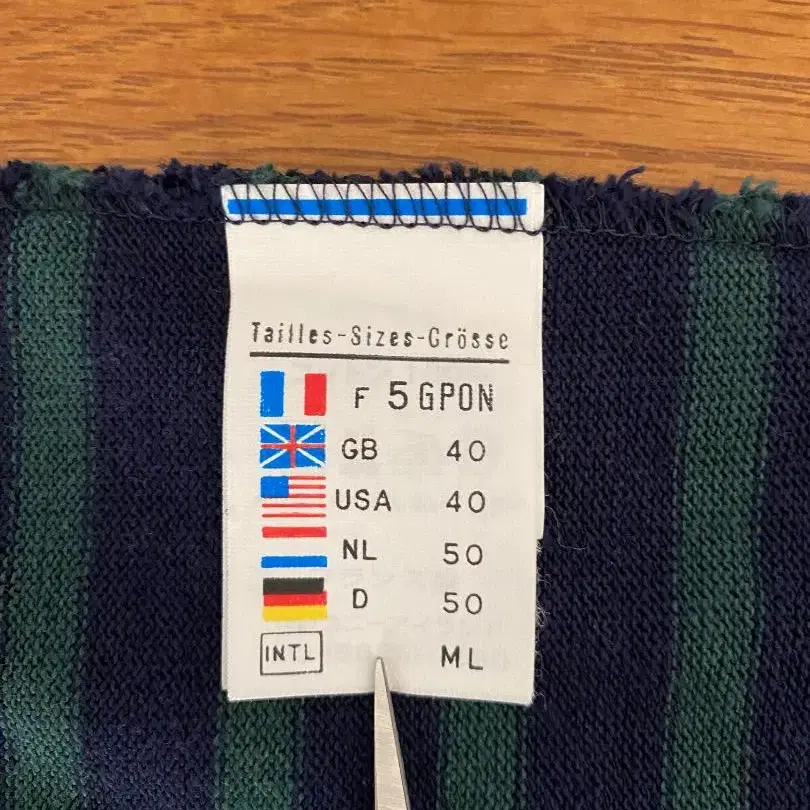 Tailles-Sizes-Grösse
F 5 GPON
GB 40
USA 40
NL 50
D 50
INTL ML